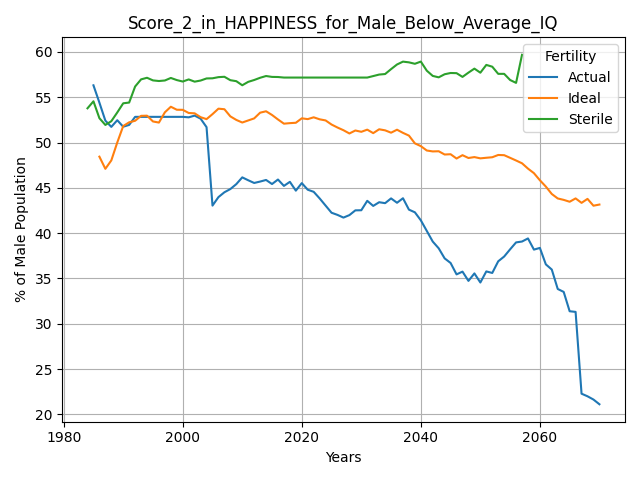 Score_2_in_HAPPINESS_for_Male_Below_Average_IQ
% of Male Population
60
55
50
45
40
35
30
25
20
1980
2000
2020
2040
2060
Years
Fertility
Actual
Ideal
Sterile